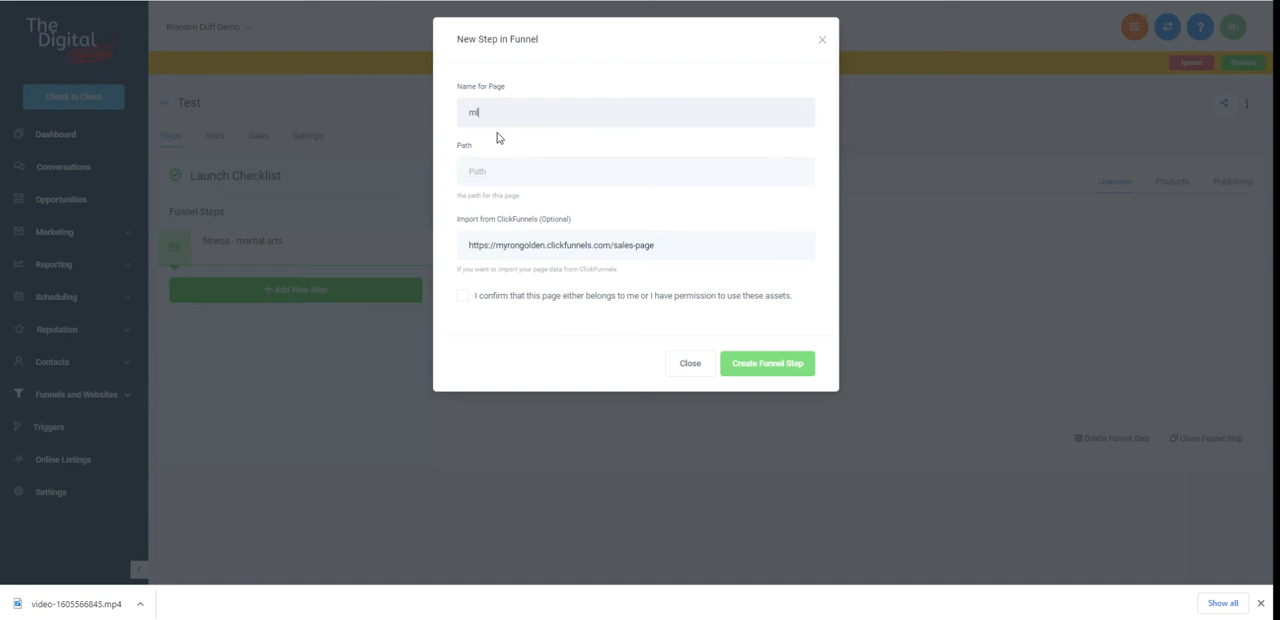 The
Digital
Brandon Duff Demo
BD
Ignore
Resolve
Check In Client
Dashboard
Conversations
Opportunities
Marketing
Reporting
Scheduling
Reputation
Contacts
Funnels and Websites
Triggers
Online Listings
Settings
Test
Steps
Stats
Sales
Settings
Launch Checklist
Funnel Steps
fitness - martial arts
+ Add New Step
Overview
Products
Publishing
Delete Funnel Step
Clone Funnel Step
New Step in Funnel
Name for Page
Path
Path
the path for this page
Import from ClickFunnels (Optional)
https://myrongolden.clickfunnels.com/sales-page
If you want to import your page data from ClickFunnels.
I confirm that this page either belongs to me or I have permission to use these assets.
Close
Create Funnel Step
video-1605566845.mp4
Show all